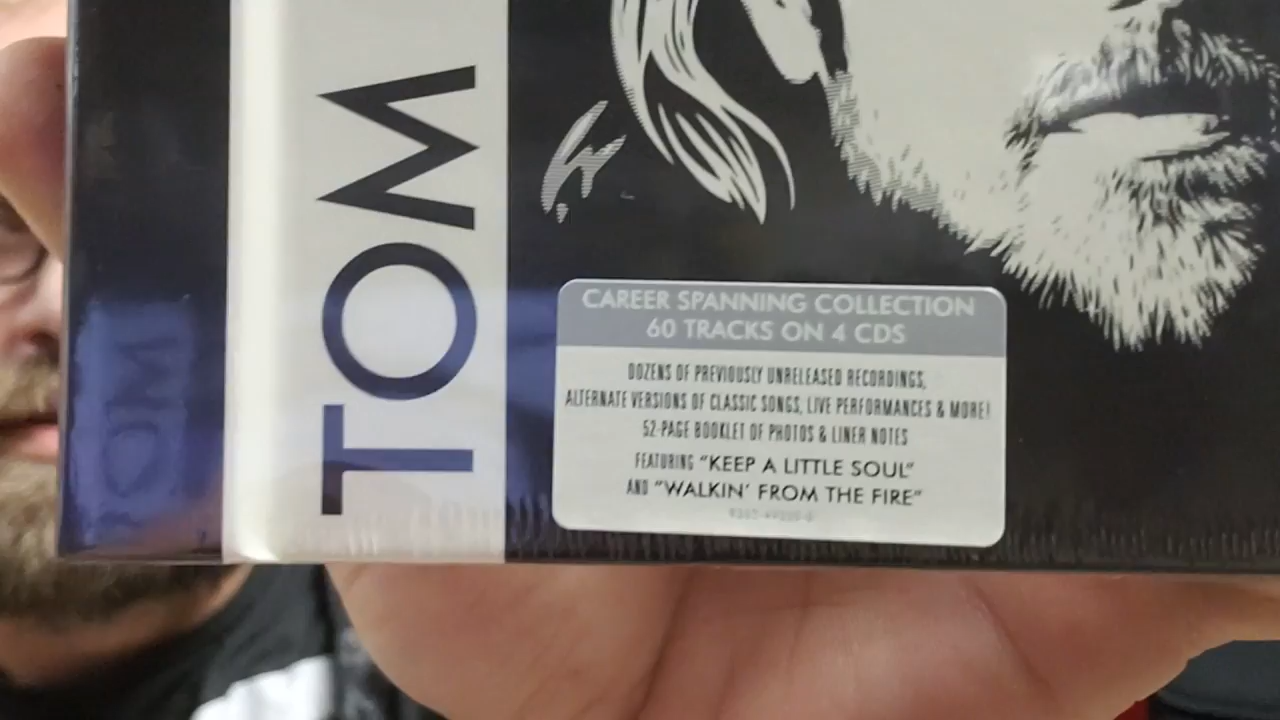 TOM
TOM
CAREER SPANNING COLLECTION
60 TRACKS ON 4 CDS
DOZENS OF PREVIOUSLY UNRELEASED RECORDINGS,
ALTERNATE VERSIONS OF CLASSIC SONGS, LIVE PERFORMANCES & MORE!
52-PAGE BOOKLET OF PHOTOS & LINER NOTES
FEATURING "KEEP A LITTLE SOUL"
AND "WALKIN' FROM THE FIRE"